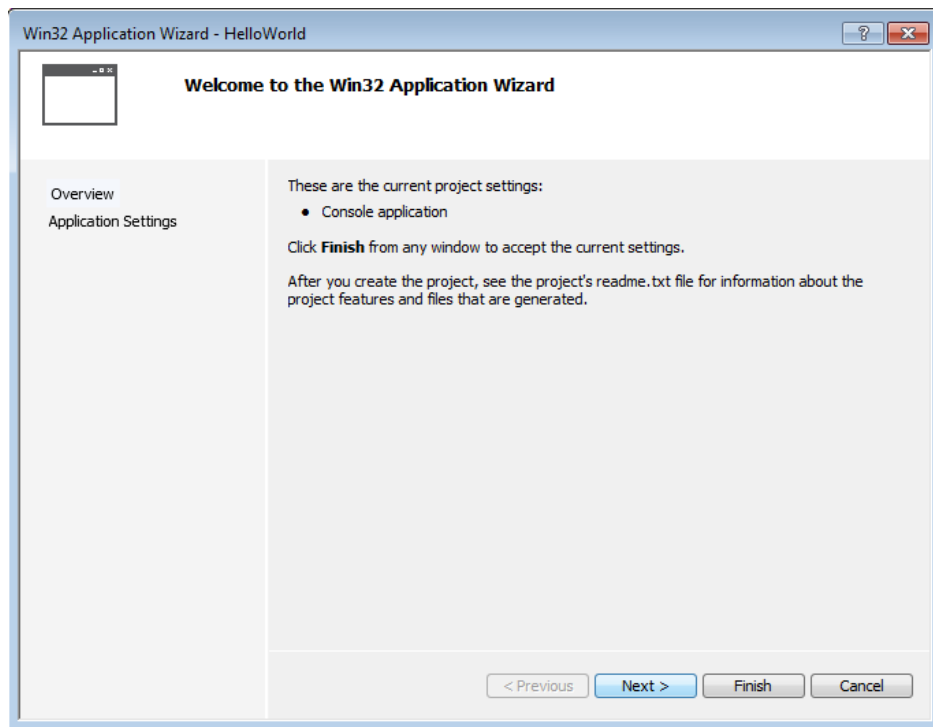 Win32 Application Wizard - HelloWorld
Welcome to the Win32 Application Wizard
Overview
Application Settings
These are the current project settings:
• Console application
Click Finish from any window to accept the current settings.
After you create the project, see the project's readme.txt file for information about the
project features and files that are generated.
< Previous
Next >
Finish
Cancel